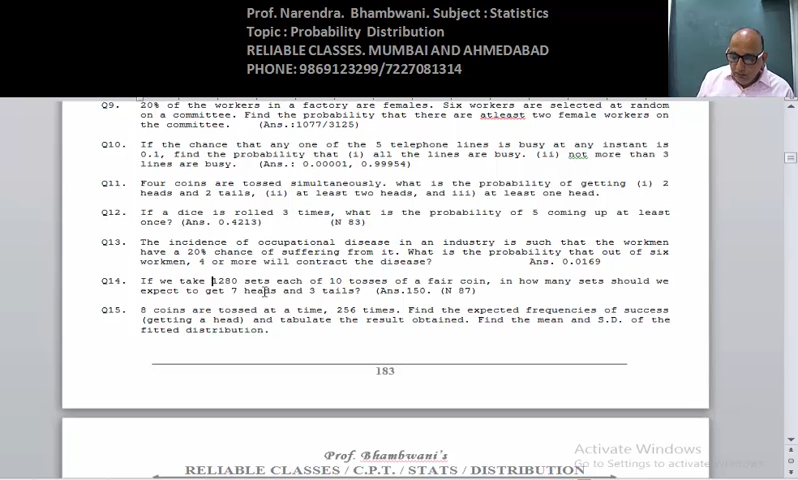 Prof. Narendra. Bhambwani. Subject : Statistics
Topic : Probability Distribution
RELIABLE CLASSES. MUMBAI AND AHMEDABAD
PHONE: 9869123299/7227081314
Q9. 20% of the workers in a factory are females. Six workers are selected at random
on a committee. Find the probability that there are atleast two female workers on
the committee. (Ans.:1077/3125)
Q10. If the chance that any one of the 5 telephone lines is busy at any instant is
0.1, find the probability that (i) all the lines are busy. (ii) not more than 3
lines are busy. (Ans.: 0.00001, 0.99954)
Q11. Four coins are tossed simultaneously. what is the probability of getting (i) 2
heads and 2 tails, (ii) at least two heads, and iii) at least one head.
Q12. If a dice is rolled 3 times, what is the probability of 5 coming up at least
once? (Ans. 0.4213) (N 83)
Q13. The incidence of occupational disease in an industry is such that the workmen
have a 20% chance of suffering from it. What is the probability that out of six
workmen, 4 or more will contract the disease? Ans. 0.0169
Q14. If we take 1280 sets each of 10 tosses of a fair coin, in how many sets should we
expect to get 7 heads and 3 tails? (Ans.150. (N 87)
Q15. 8 coins are tossed at a time, 256 times. Find the expected frequencies of success
(getting a head) and tabulate the result obtained. Find the mean and S.D. of the
fitted distribution.
183
Prof. Bhambwani's
RELIABLE CLASSES / C.P.T. / STATS / DISTRIBUTION
Activate Windows
Go to Settings to activate